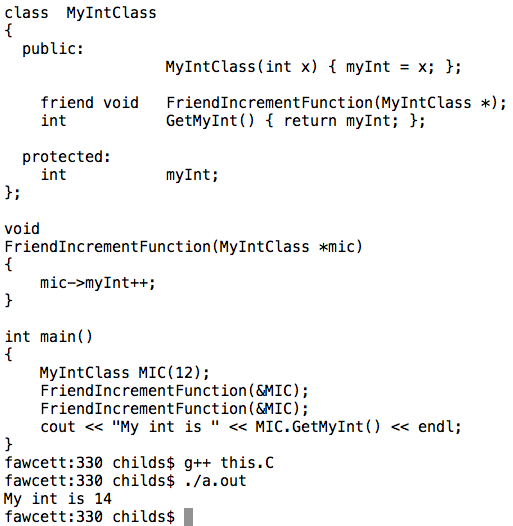 class  MyIntClass
{
  public:
                  MyIntClass(int x) { myInt = x; };

    friend void   FriendIncrementFunction(MyIntClass *);
    int           GetMyInt() { return myInt; };

  protected:
    int           myInt;
};

void
FriendIncrementFunction(MyIntClass *mic)
{
    mic->myInt++;
}

int main()
{
    MyIntClass MIC(12);
    FriendIncrementFunction(&MIC);
    FriendIncrementFunction(&MIC);
    cout << "My int is " << MIC.GetMyInt() << endl;
}
fawcett:330 childs$ g++ this.C
fawcett:330 childs$ ./a.out
My int is 14
fawcett:330 childs$